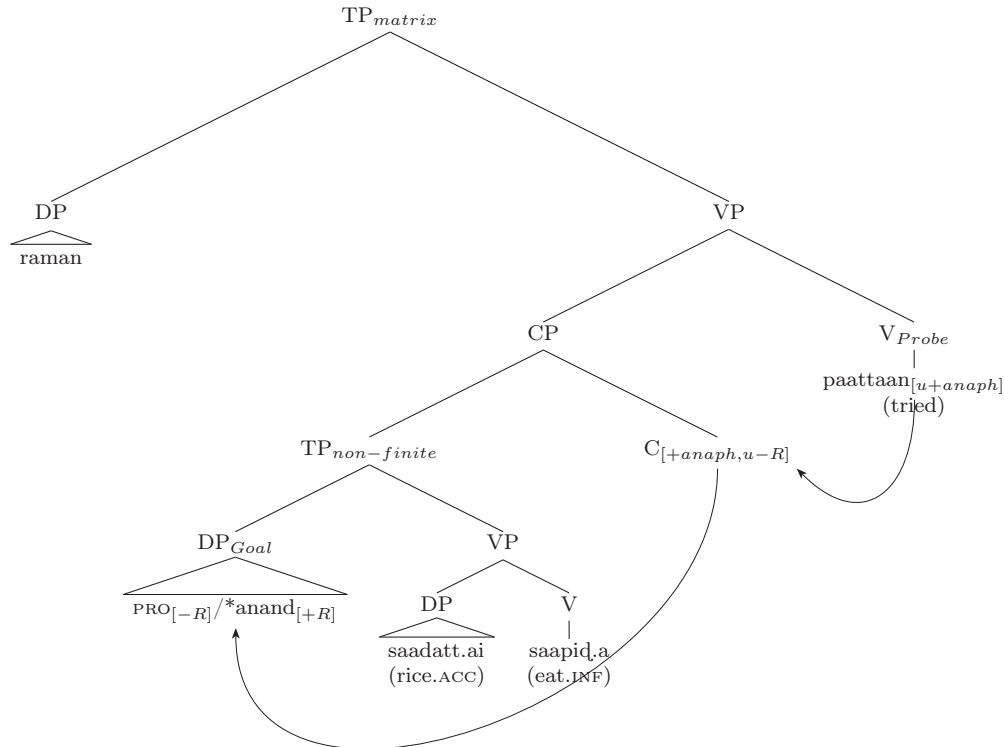 TP_matrix
DP VP
raman
CP V_Probe
paattaan_[u+anaph]
(tried)
TP_non−finite C_[+anaph,u−R]
DP_Goal VP
PRO_[−R]/*anand_[+R] DP V
saadatt.ai saapiɖ.a
(rice.ACC) (eat.INF)